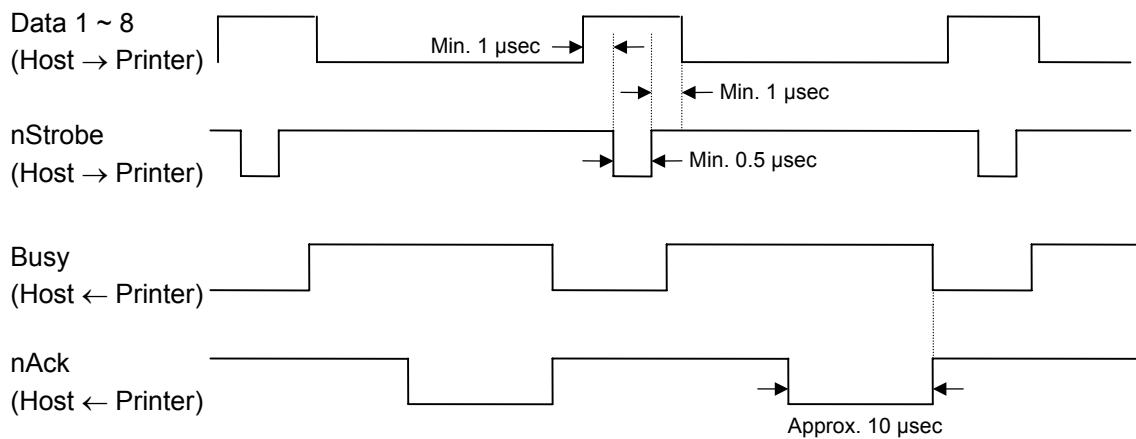 Data 1 ~ 8
(Host → Printer)
Min. 1 µsec
Min. 1 µsec
nStrobe
(Host → Printer)
Min. 0.5 µsec
Busy
(Host ← Printer)
nAck
(Host ← Printer)
Approx. 10 µsec